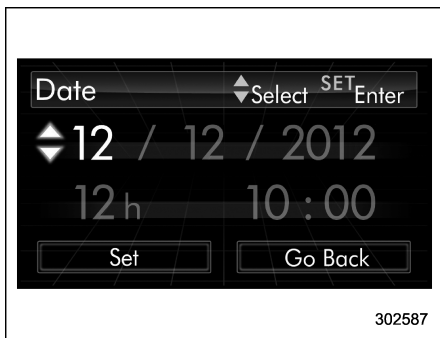 Date Select SET Enter
12 / 12 / 2012
12h 10 : 00
Set Go Back
302587